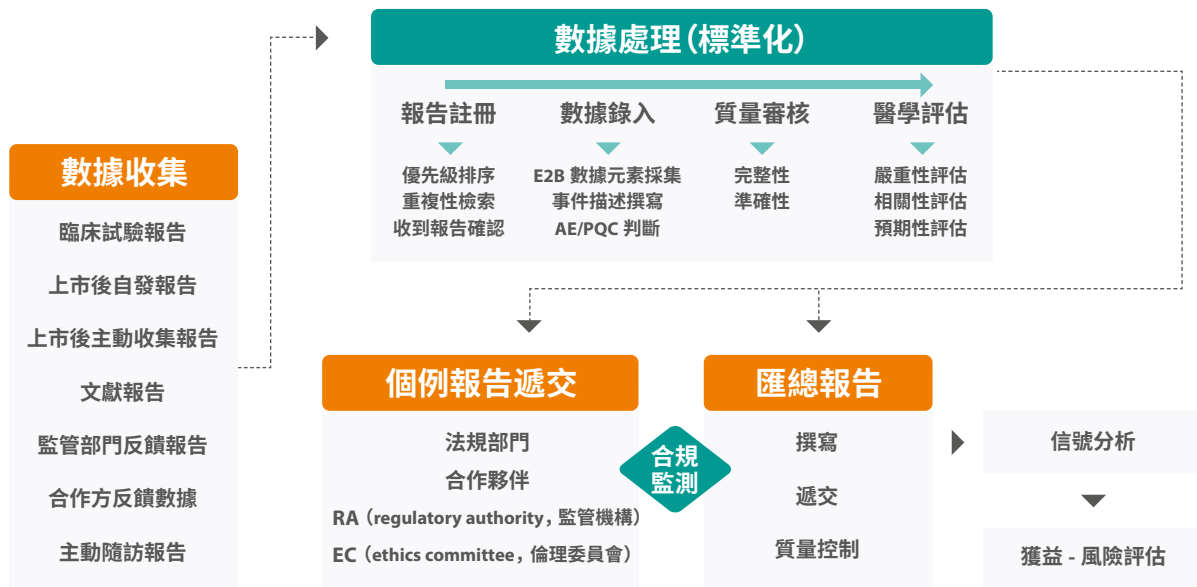 數據收集
臨床試驗報告
上市後自發報告
上市後主動收集報告
文獻報告
監管部門反饋報告
合作方反饋數據
主動隨訪報告
數據處理（標準化）
報告註冊
優先級排序
重複性檢索
收到報告確認
數據錄入
E2B 數據元素採集
事件描述撰寫
AE/PQC 判斷
質量審核
完整性
準確性
醫學評估
嚴重性評估
相關性評估
預期性評估
個例報告遞交
法規部門
合作夥伴
RA（regulatory authority，監管機構）
EC（ethics committee，倫理委員會）
合規
監測
匯總報告
撰寫
遞交
質量控制
信號分析
獲益 - 風險評估